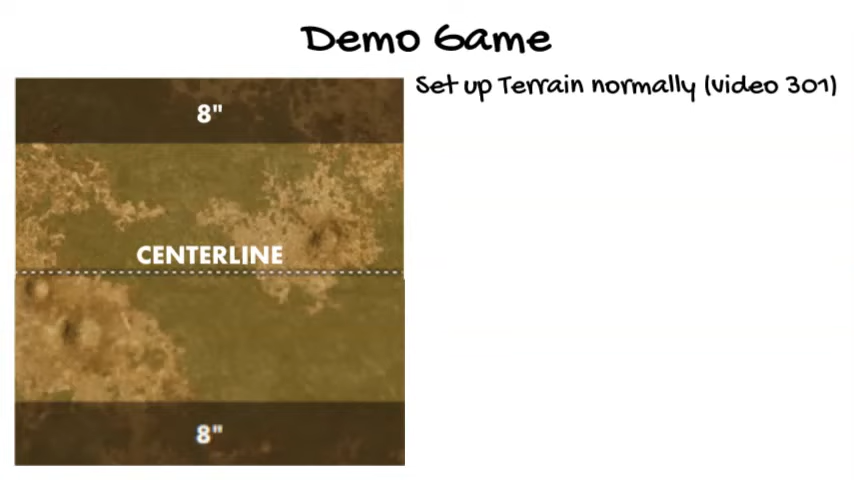 Demo Game
Set up Terrain normally (video 301)
8"
CENTERLINE
8"